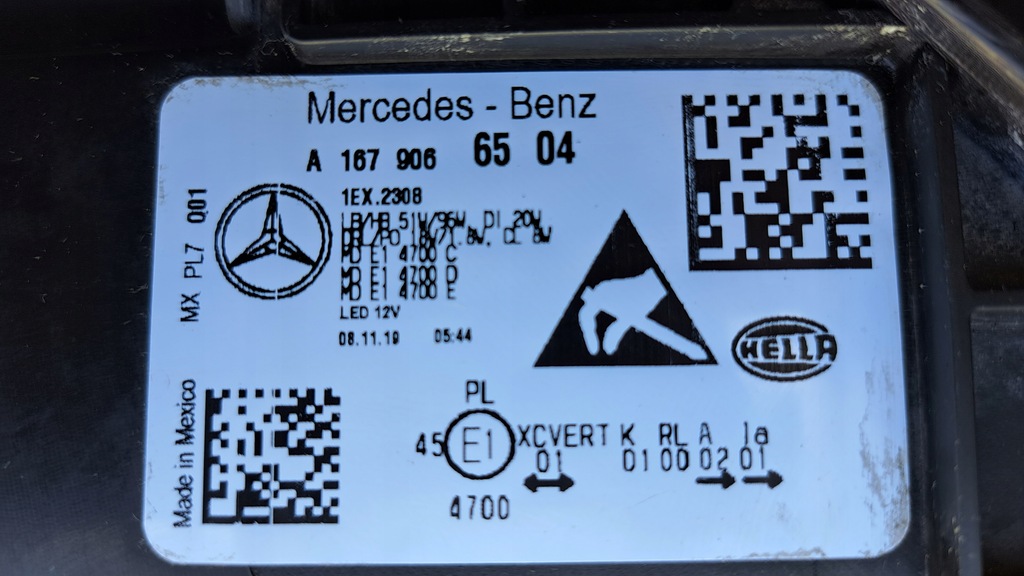 Mercedes - Benz
A 167 906 65 04
1EX.2308
LB/HB 51W/96W, DI 20W
MD E1 4700 C
MD E1 4700 D
MD E1 4700 E
LED 12V
08.11.19 05:44
MX PL7 001
HELLA
Made in Mexico
PL
45 E1 XCVERT K RL A 1a
01 01 00 02 01
4700